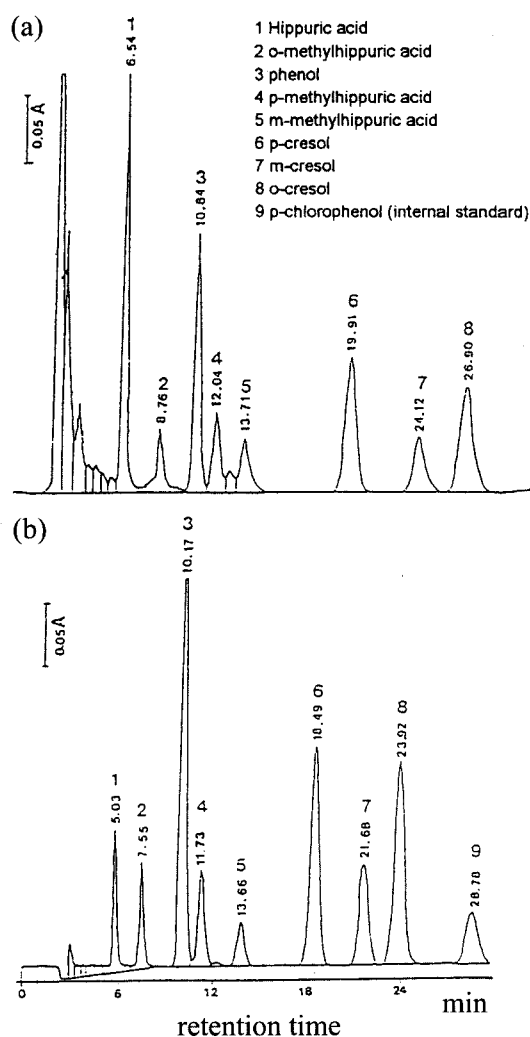 (a)
0.05 A
1 Hippuric acid
2 o-methylhippuric acid
3 phenol
4 p-methylhippuric acid
5 m-methylhippuric acid
6 p-cresol
7 m-cresol
8 o-cresol
9 p-chlorophenol (internal standard)
6.54 1
8.76 2
10.84 3
12.04 4
13.71 5
19.91 6
24.12 7
26.90 8
(b)
0.05 A
5.03 1
7.55 2
10.17 3
11.73 4
13.66 5
18.49 6
21.68 7
23.92 8
28.78 9
0 6 12 18 24 min
retention time